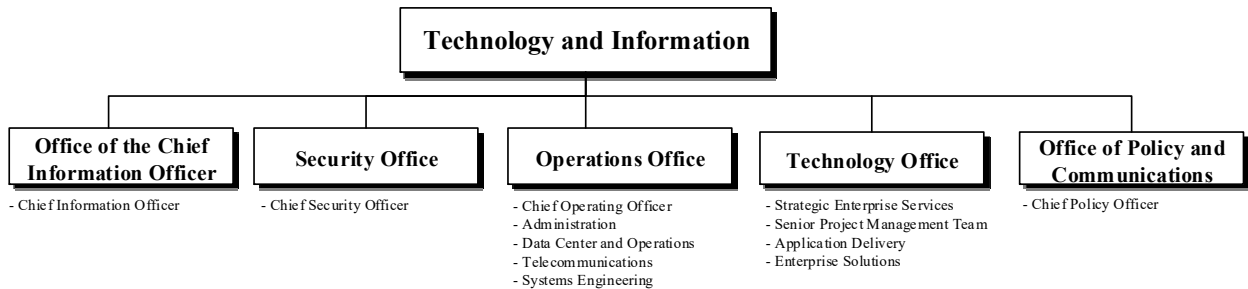 Technology and Information
Office of the Chief
Information Officer
- Chief Information Officer
Security Office
- Chief Security Officer
Operations Office
- Chief Operating Officer
- Administration
- Data Center and Operations
- Telecommunications
- Systems Engineering
Technology Office
- Strategic Enterprise Services
- Senior Project Management Team
- Application Delivery
- Enterprise Solutions
Office of Policy and
Communications
- Chief Policy Officer